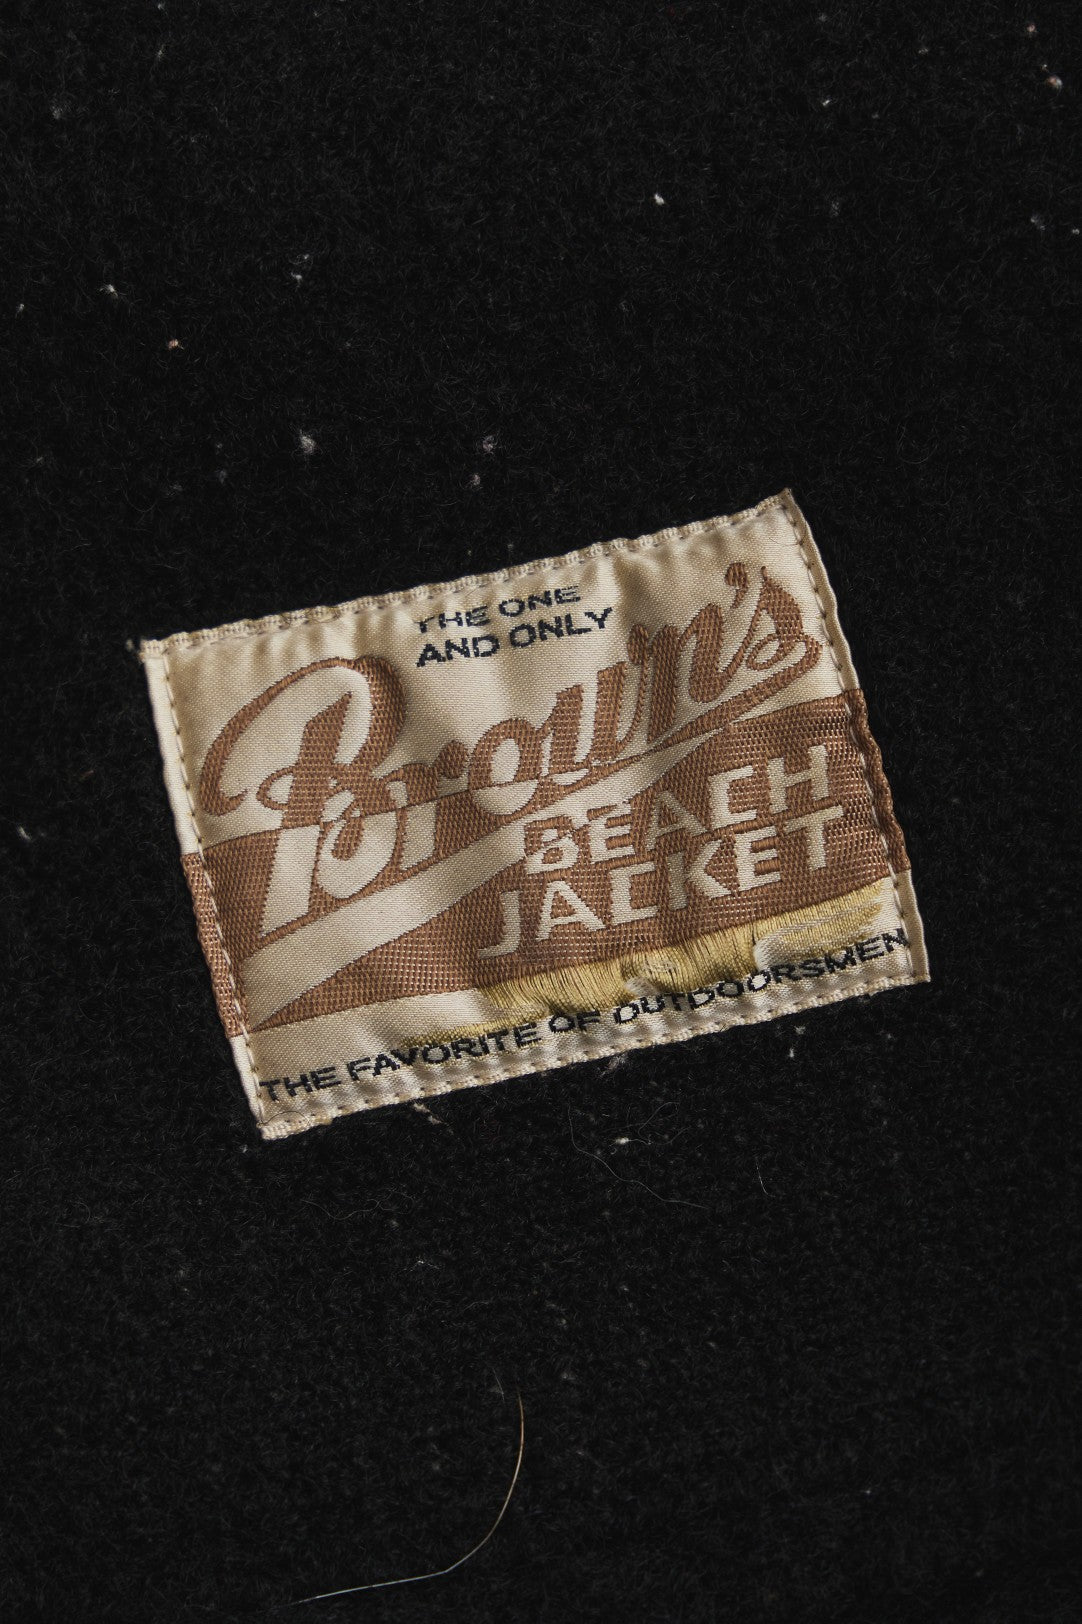 THE ONE
AND ONLY
Brown's
BEACH
JACKET
THE FAVORITE OF OUTDOORSMEN